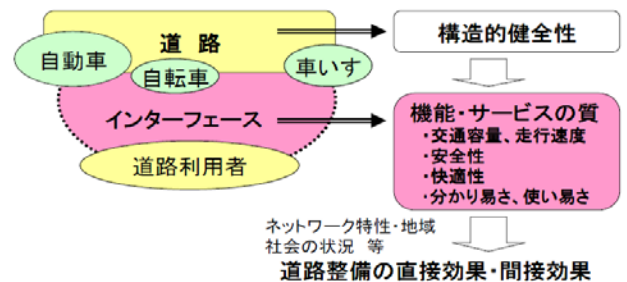 道路
自動車
自転車
車いす
インターフェース
道路利用者
構造的健全性
機能・サービスの質
・交通容量、走行速度
・安全性
・快適性
・分かり易さ、使い易さ
ネットワーク特性・地域
社会の状況 等
道路整備の直接効果・間接効果